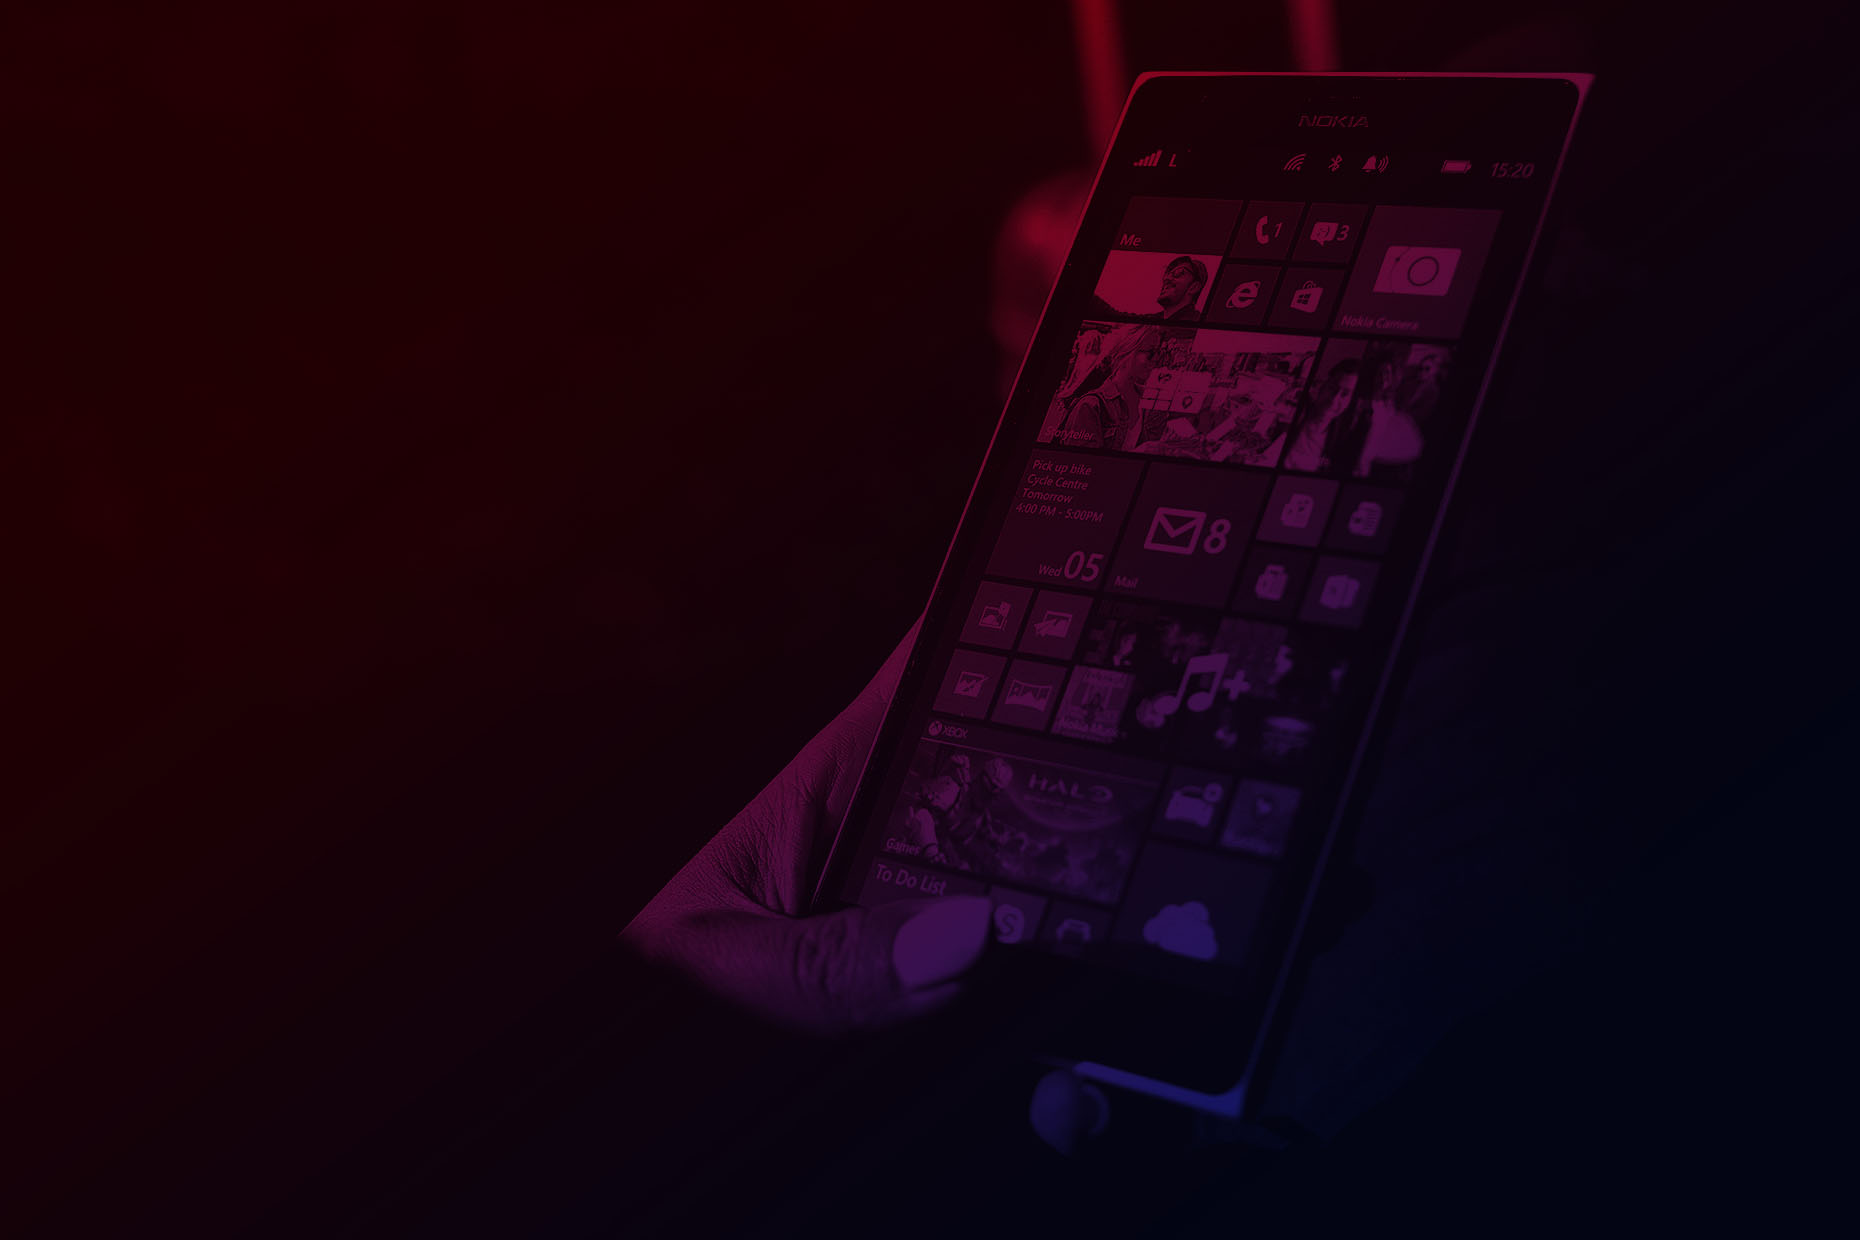 NOKIA
L
15:20
Me
1
3
Nokia Camera
Storyteller
Pick up bike
Cycle Centre
Tomorrow
4:00 PM - 5:00PM
Wed 05
8
Mail
XBOX
HALO
Games
To Do List